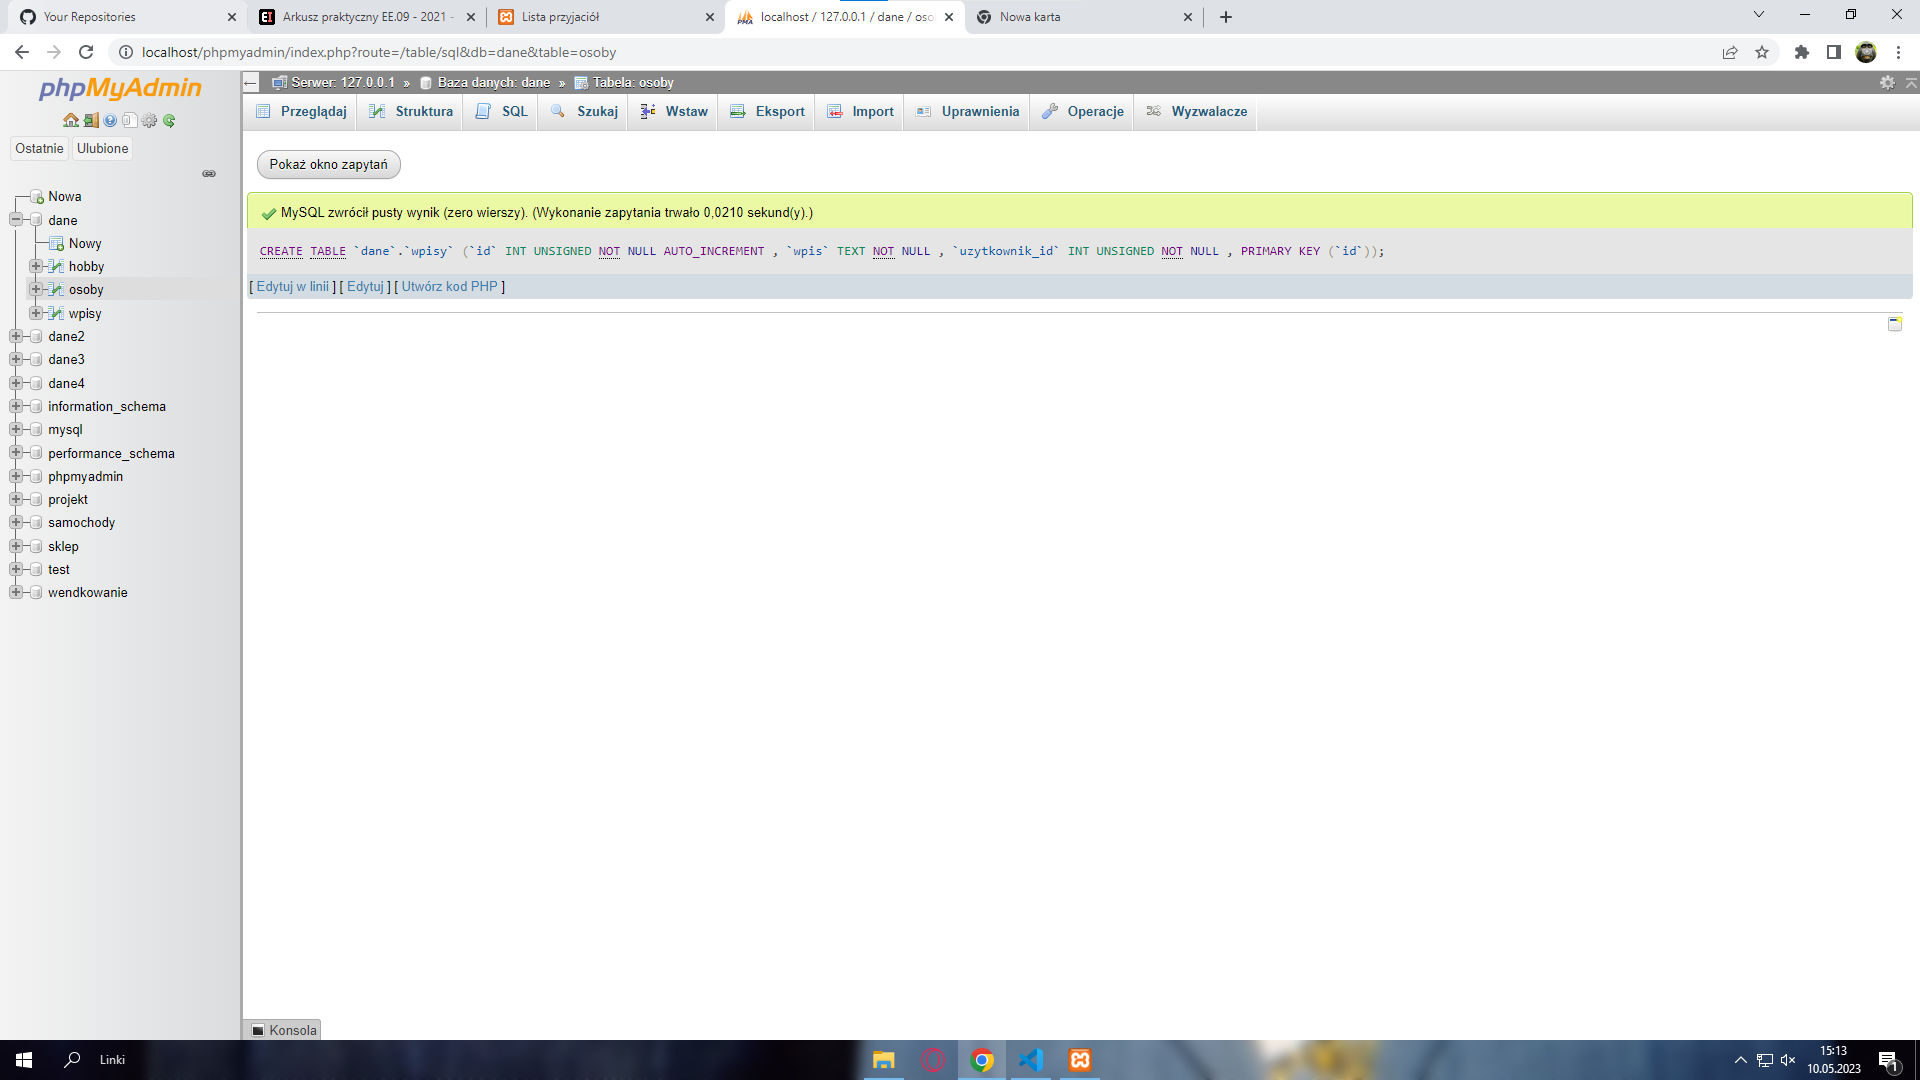 Your Repositories
Arkusz praktyczny EE.09 - 2021 -
Lista przyjaciół
localhost / 127.0.0.1 / dane / oso
Nowa karta
localhost/phpmyadmin/index.php?route=/table/sql&db=dane&table=osoby
phpMyAdmin
Ostatnie
Ulubione
Nowa
dane
Nowy
hobby
osoby
wpisy
dane2
dane3
dane4
information_schema
mysql
performance_schema
phpmyadmin
projekt
samochody
sklep
test
wendkowanie
Serwer: 127.0.0.1 » Baza danych: dane » Tabela: osoby
Przeglądaj
Struktura
SQL
Szukaj
Wstaw
Eksport
Import
Uprawnienia
Operacje
Wyzwalacze
Pokaż okno zapytań
MySQL zwrócił pusty wynik (zero wierszy). (Wykonanie zapytania trwało 0,0210 sekund(y).)
CREATE TABLE `dane`.`wpisy` (`id` INT UNSIGNED NOT NULL AUTO_INCREMENT , `wpis` TEXT NOT NULL , `uzytkownik_id` INT UNSIGNED NOT NULL , PRIMARY KEY (`id`));
[ Edytuj w linii ] [ Edytuj ] [ Utwórz kod PHP ]
Konsola
Linki
15:13
10.05.2023
1